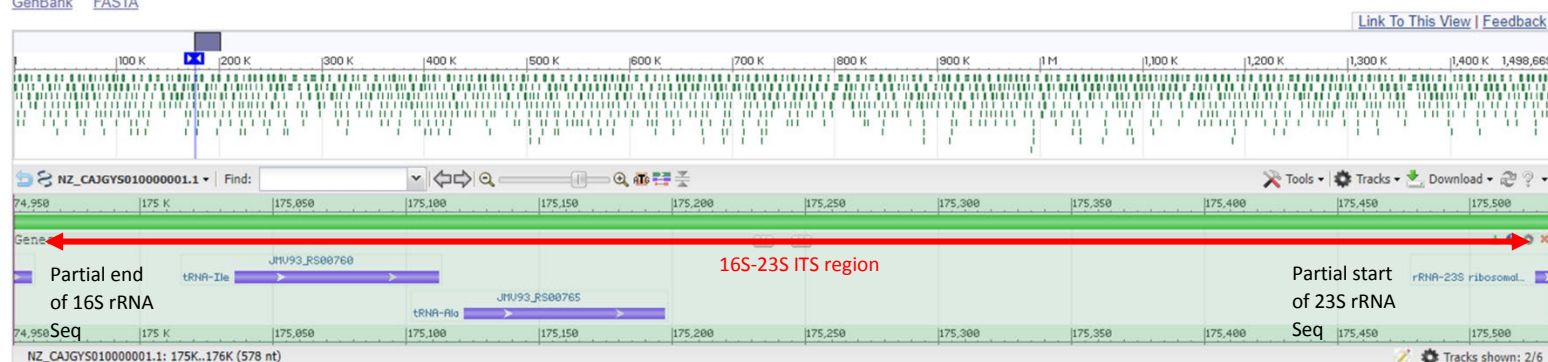 GenBank FASTA
Link To This View | Feedback
100 K 200 K 300 K 400 K 500 K 600 K 700 K 800 K 900 K 1 M 1,100 K 1,200 K 1,300 K 1,400 K 1,498,669
NZ_CAJGYS010000001.1 Find: Tools Tracks Download ?
74,950 175 K 175,050 175,100 175,150 175,200 175,250 175,300 175,350 175,400 175,450 175,500
Genes
JMV93_RS00760
16S-23S ITS region
Partial end
of 16S rRNA
Seq
tRNA-Ile
JMV93_RS00765
tRNA-Ala
Partial start
of 23S rRNA
Seq
rRNA-23S ribosomal…
74,950 175 K 175,050 175,100 175,150 175,200 175,250 175,300 175,350 175,400 175,450 175,500
NZ_CAJGYS010000001.1: 175K..176K (578 nt) Tracks shown: 2/6